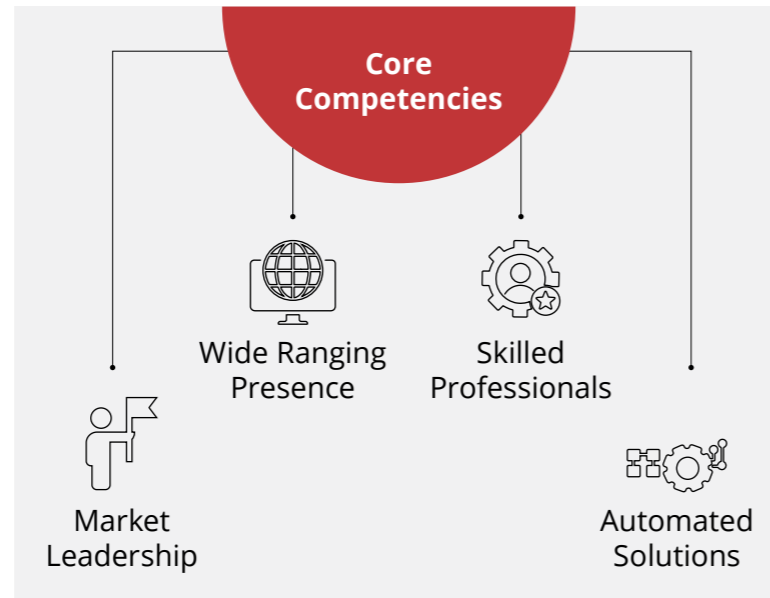 Core
Competencies
Wide Ranging
Presence
Skilled
Professionals
Market
Leadership
Automated
Solutions